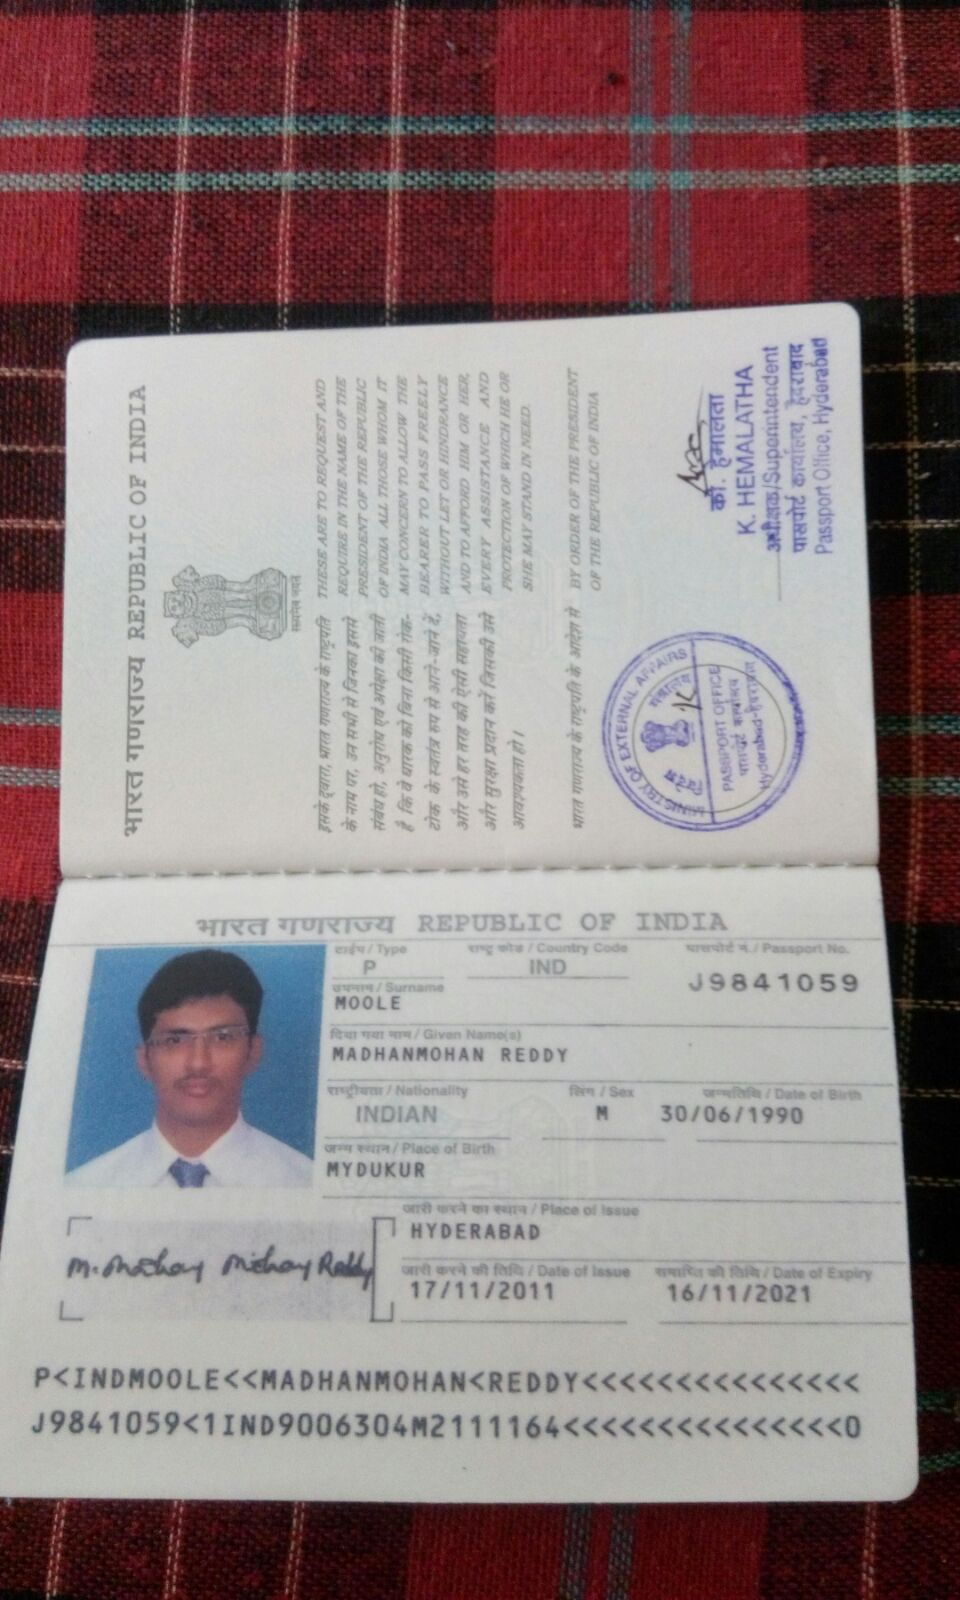 भारत गणराज्य REPUBLIC OF INDIA
सत्यमेव जयते
इसके द्वारा, भारत गणराज्य के राष्ट्रपति
के नाम पर, उन सभी से जिनका इससे
संबंध हो, अनुरोध एवं अपेक्षा की जाती
है कि वे धारक को बिना किसी रोक-
टोक के स्वतंत्र रूप से आने-जाने दें,
और उसे हर तरह की ऐसी सहायता
और सुरक्षा प्रदान करें जिसकी उसे
आवश्यकता हो।
THESE ARE TO REQUEST AND
REQUIRE IN THE NAME OF THE
PRESIDENT OF THE REPUBLIC
OF INDIA ALL THOSE WHOM IT
MAY CONCERN TO ALLOW THE
BEARER TO PASS FREELY
WITHOUT LET OR HINDRANCE
AND TO AFFORD HIM OR HER,
EVERY ASSISTANCE AND
PROTECTION OF WHICH HE OR
SHE MAY STAND IN NEED.
भारत गणराज्य के राष्ट्रपति के आदेश से
BY ORDER OF THE PRESIDENT
OF THE REPUBLIC OF INDIA
MINISTRY OF EXTERNAL AFFAIRS
विदेश मंत्रालय
PASSPORT OFFICE
पासपोर्ट कार्यालय
Hyderabad-हैदराबाद
को. हेमालता
K. HEMALATHA
अधीक्षक/Superintendent
पासपोर्ट कार्यालय, हैदराबाद
Passport Office, Hyderabad
भारत गणराज्य REPUBLIC OF INDIA
टाईप / Type
राष्ट्र कोड / Country Code
पासपोर्ट नं. / Passport No.
P
IND
J9841059
उपनाम / Surname
MOOLE
दिया गया नाम / Given Name(s)
MADHANMOHAN REDDY
राष्ट्रीयता / Nationality
लिंग / Sex
जन्मतिथि / Date of Birth
INDIAN
M
30/06/1990
जन्म स्थान / Place of Birth
MYDUKUR
जारी करने का स्थान / Place of Issue
HYDERABAD
M. Madhan Mohan Reddy
जारी करने की तिथि / Date of Issue
समाप्ति की तिथि / Date of Expiry
17/11/2011
16/11/2021
P<INDMOOLE<<MADHANMOHAN<REDDY<<<<<<<<<<<<<<<
J9841059<1IND9006304M2111164<<<<<<<<<<<<<<<0